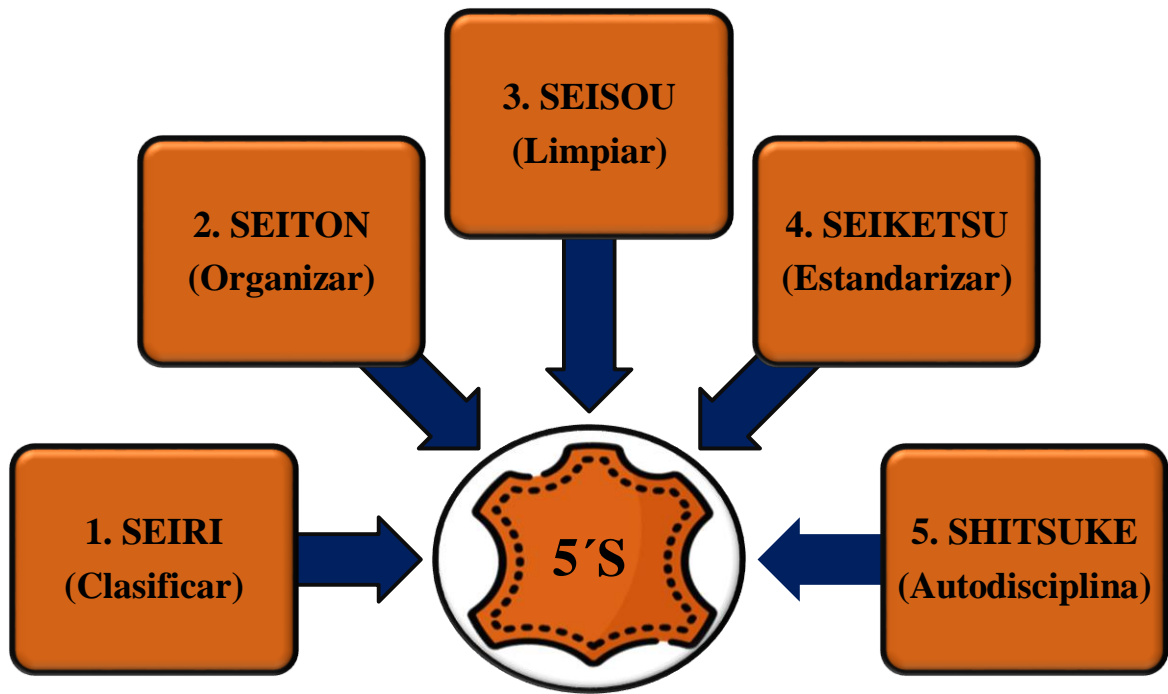 1. SEIRI
(Clasificar)
2. SEITON
(Organizar)
3. SEISOU
(Limpiar)
4. SEIKETSU
(Estandarizar)
5. SHITSUKE
(Autodisciplina)
5´S